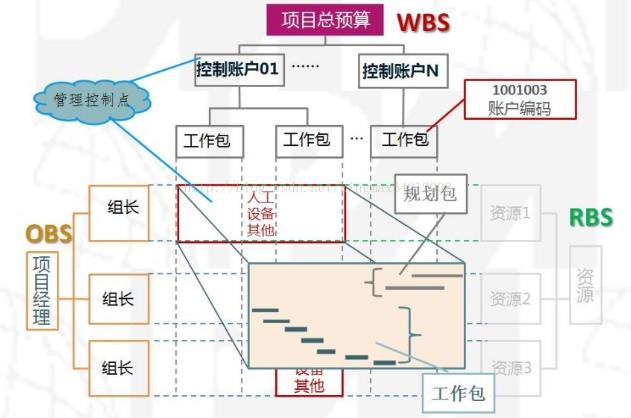 项目总预算
WBS
控制账户01
......
控制账户N
管理控制点
1001003
账户编码
工作包
工作包
...
工作包
组长
人工
设备
其他
规划包
资源1
OBS
RBS
项目经理
组长
资源2
资源
组长
设备
其他
工作包
资源3